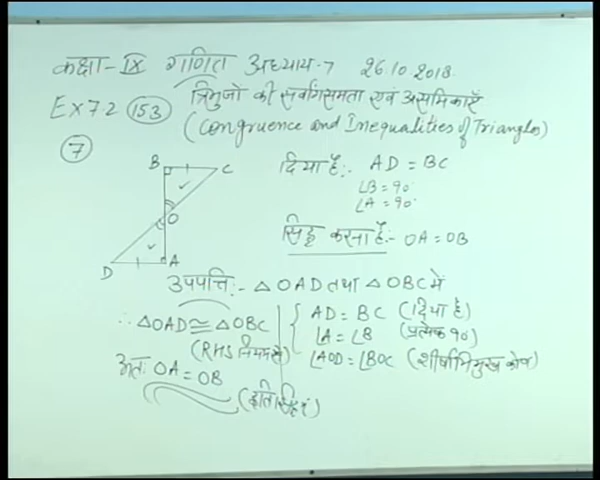 कक्षा-IX गणित अध्याय-7 26.10.2018.
Ex 7.2 (153) त्रिभुजो की सर्वांगसमता एवं असमिकाएँ
(Congruence and Inequalities of Triangles)
7
B C
O
D A
दिया है:- AD = BC
∠B = 90
∠A = 90°
सिद्ध करना है:- OA = OB
उपपत्ति:- △OAD तथा △OBC में
AD = BC (दिया है)
∠A = ∠B (प्रत्येक 90)
∠AOD = ∠BOC (शीर्षाभिमुख कोण)
∴ △OAD ≅ △OBC
(RHS नियम से)
अतः OA = OB
(इतिसिद्धं)